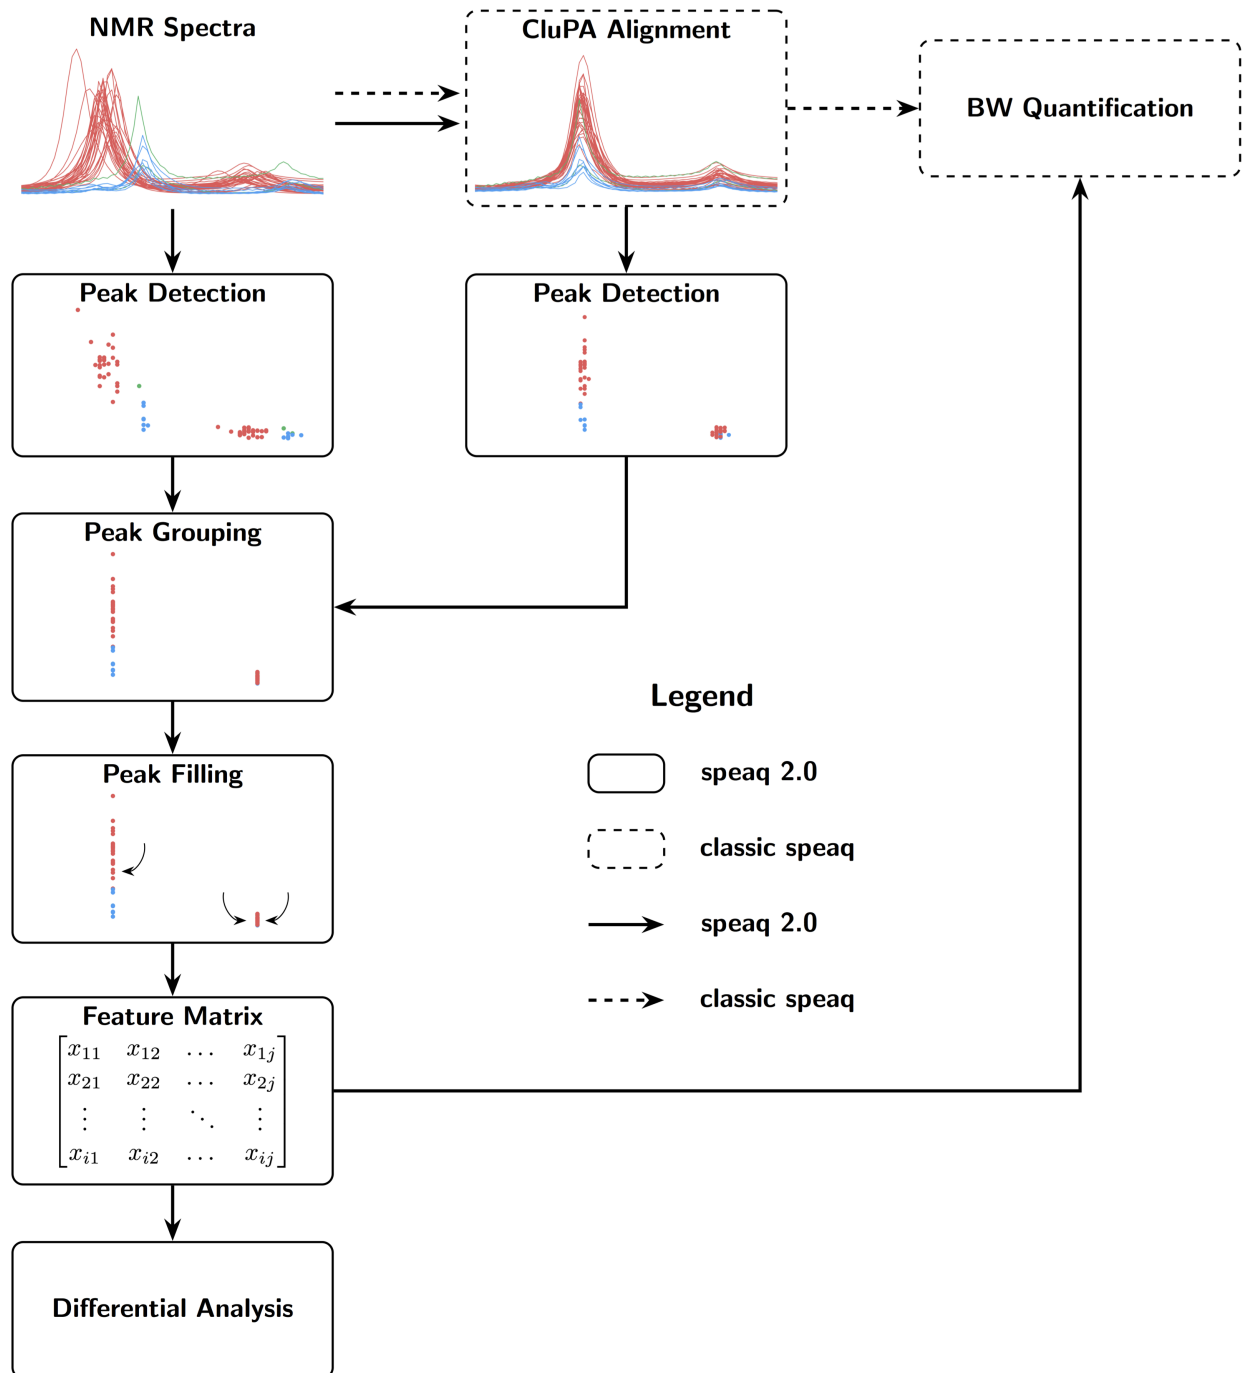 NMR Spectra
CluPA Alignment
BW Quantification
Peak Detection
Peak Detection
Peak Grouping
Legend
speaq 2.0
Peak Filling
classic speaq
speaq 2.0
classic speaq
Feature Matrix
x₁₁ x₁₂ … x₁ⱼ
x₂₁ x₂₂ … x₂ⱼ
⋮ ⋮ ⋱ ⋮
xᵢ₁ xᵢ₂ … xᵢⱼ
Differential Analysis